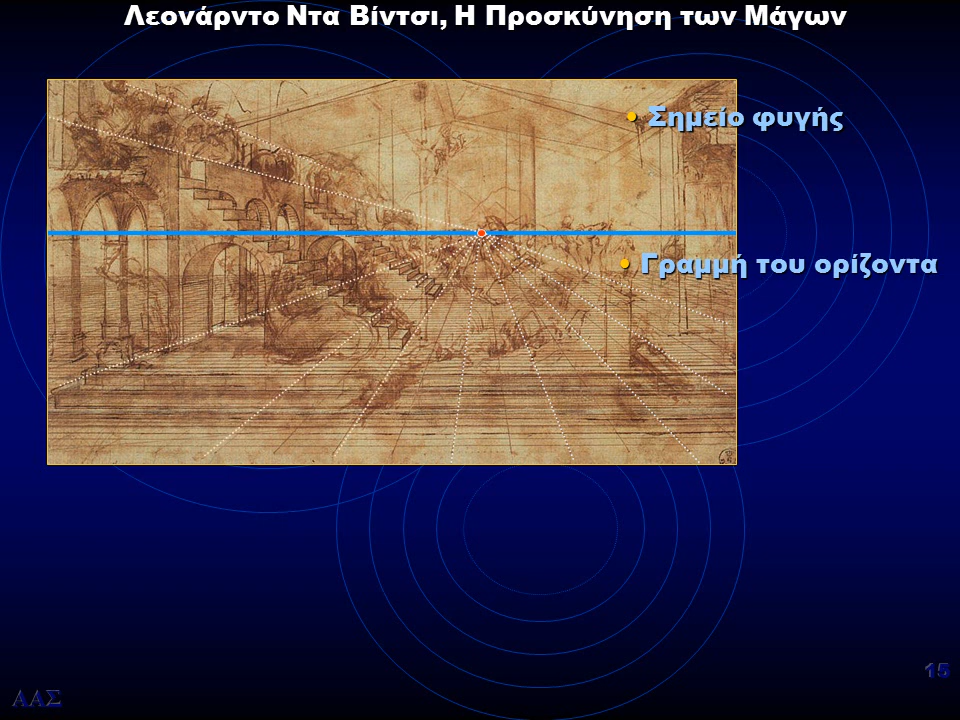 Λεονάρντο Ντα Βίντσι, Η Προσκύνηση των Μάγων
• Σημείο φυγής
• Γραμμή του ορίζοντα
15
ΑΑΣ